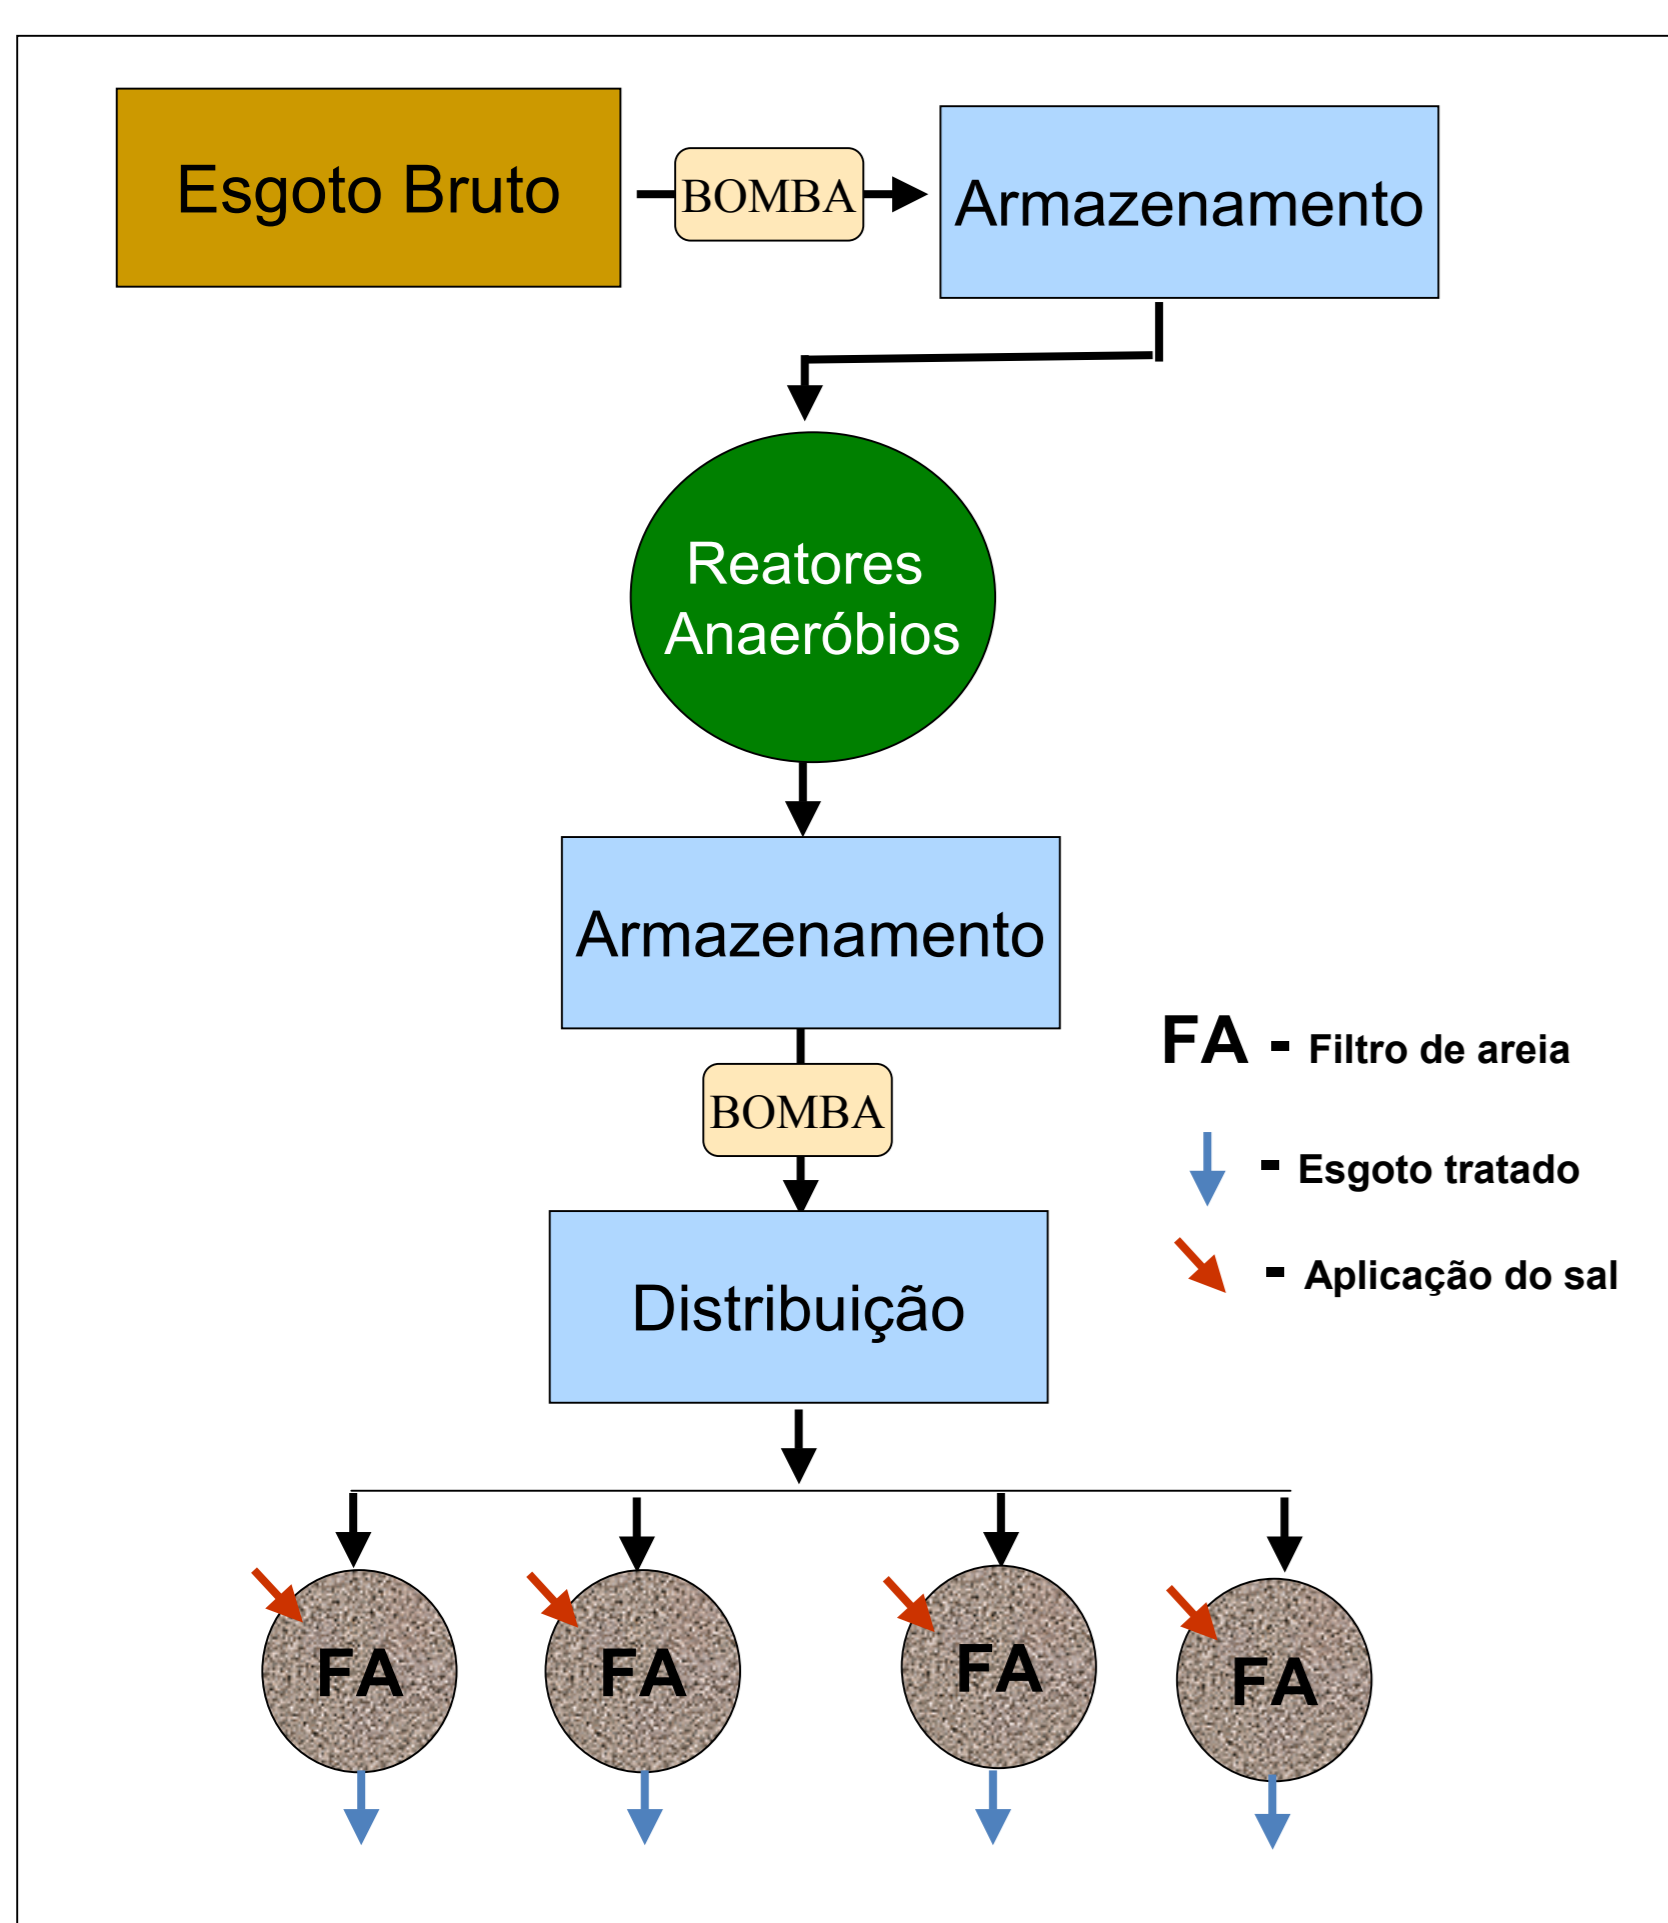 Esgoto Bruto
BOMBA
Armazenamento
Reatores
Anaeróbios
Armazenamento
FA - Filtro de areia
BOMBA
- Esgoto tratado
Distribuição
- Aplicação do sal
FA
FA
FA
FA